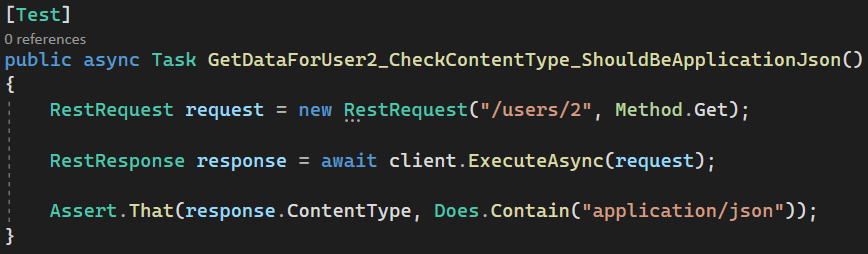 [Test]
0 references
public async Task GetDataForUser2_CheckContentType_ShouldBeApplicationJson()
{
    RestRequest request = new RestRequest("/users/2", Method.Get);
    RestResponse response = await client.ExecuteAsync(request);
    Assert.That(response.ContentType, Does.Contain("application/json"));
}